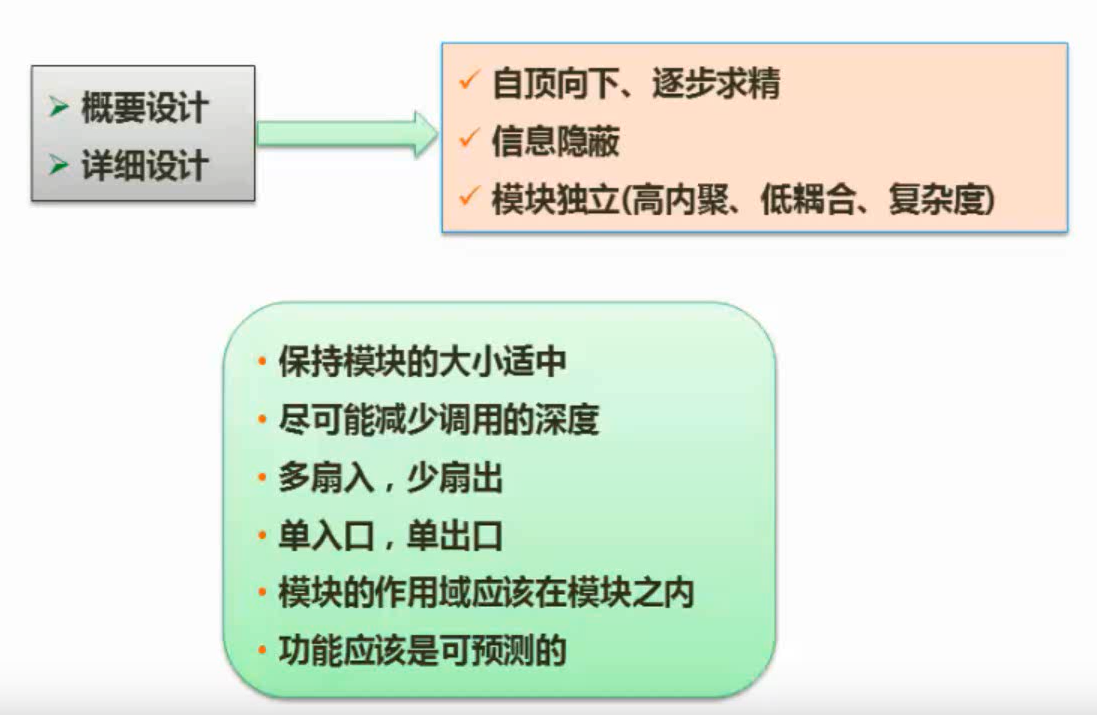 概要设计
详细设计
自顶向下、逐步求精
信息隐蔽
模块独立(高内聚、低耦合、复杂度)
保持模块的大小适中
尽可能减少调用的深度
多扇入，少扇出
单入口，单出口
模块的作用域应该在模块之内
功能应该是可预测的